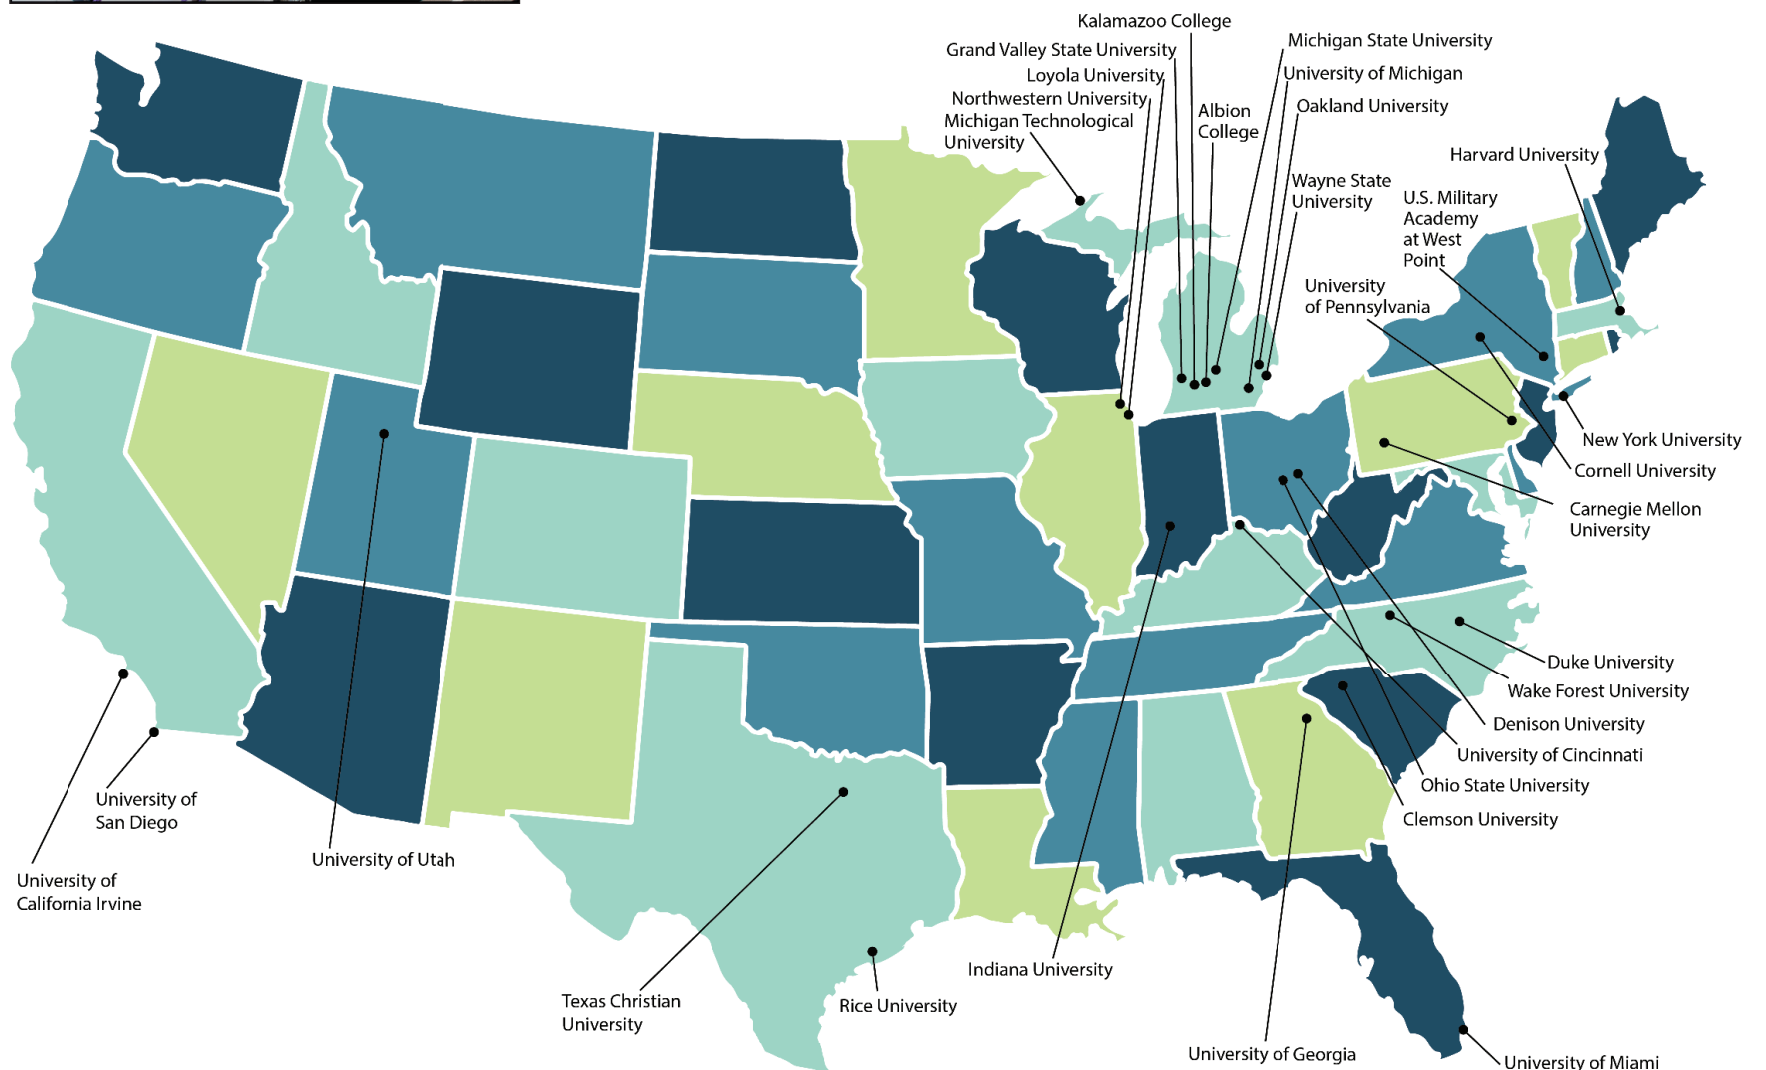 Kalamazoo College
Grand Valley State University
Loyola University
Northwestern University
Michigan Technological
University
Albion
College
Michigan State University
University of Michigan
Oakland University
Wayne State
University
Harvard University
U.S. Military
Academy
at West
Point
University
of Pennsylvania
New York University
Cornell University
Carnegie Mellon
University
Duke University
Wake Forest University
Denison University
University of Cincinnati
Ohio State University
Clemson University
University of
San Diego
University of
California Irvine
University of Utah
Texas Christian
University
Rice University
Indiana University
University of Georgia
University of Miami